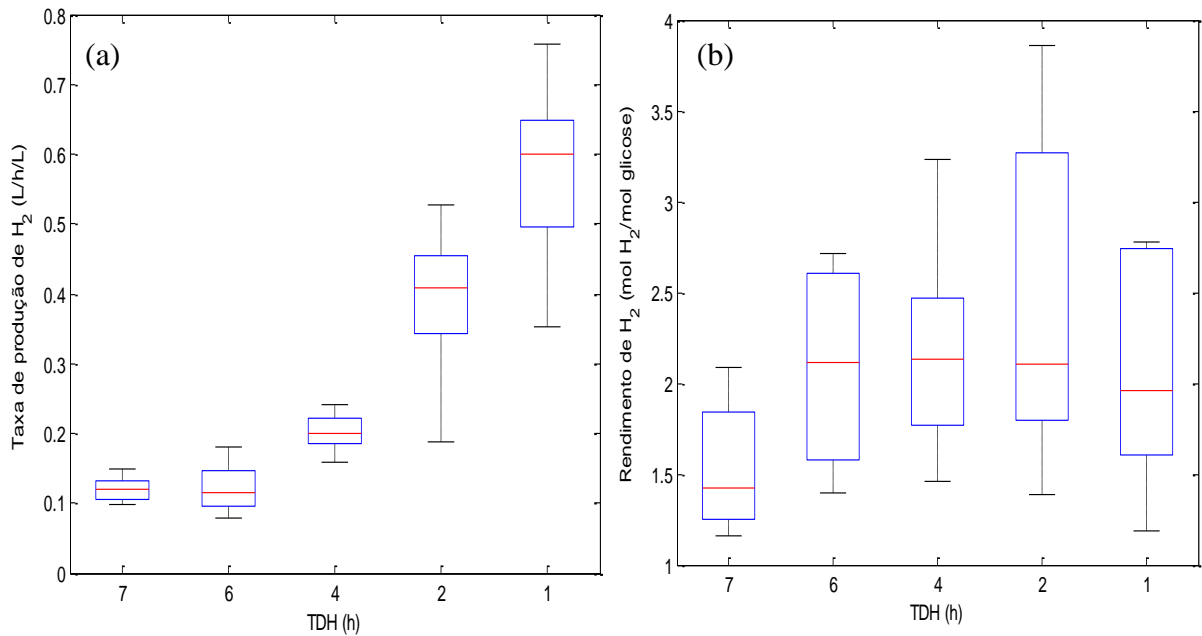 (a)
Taxa de produção de H2 (L/h/L)
0.8
0.7
0.6
0.5
0.4
0.3
0.2
0.1
0
7 6 4 2 1
TDH (h)
(b)
Rendimento de H2 (mol H2/mol glicose)
4
3.5
3
2.5
2
1.5
1
7 6 4 2 1
TDH (h)